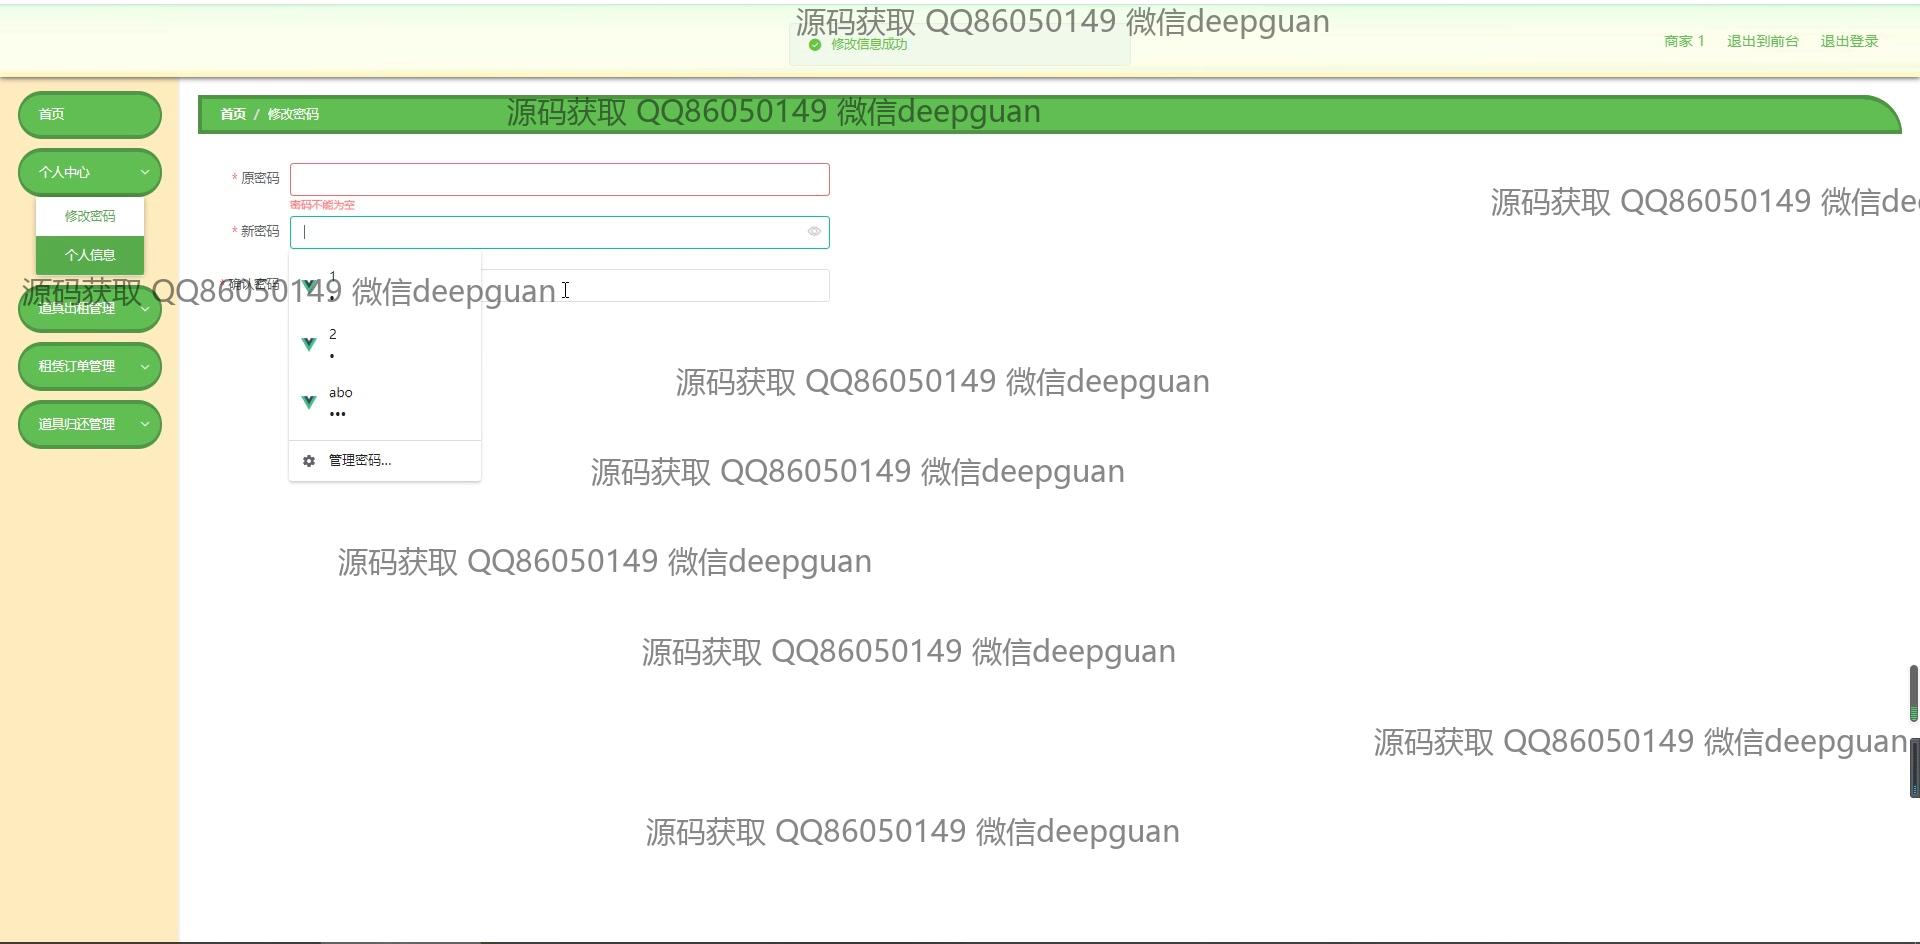 源码获取 QQ86050149 微信deepguan
修改信息成功
商家 1
退出到前台
退出登录
首页
首页 / 修改密码
源码获取 QQ86050149 微信deepguan
个人中心
* 原密码
密码不能为空
源码获取 QQ86050149 微信de
修改密码
* 新密码
个人信息
* 确认密码
1
源码获取 QQ86050149 微信deepguan
道具出租管理
2
•
租赁订单管理
源码获取 QQ86050149 微信deepguan
abo
•••
道具归还管理
管理密码...
源码获取 QQ86050149 微信deepguan
源码获取 QQ86050149 微信deepguan
源码获取 QQ86050149 微信deepguan
源码获取 QQ86050149 微信deepguan
源码获取 QQ86050149 微信deepguan